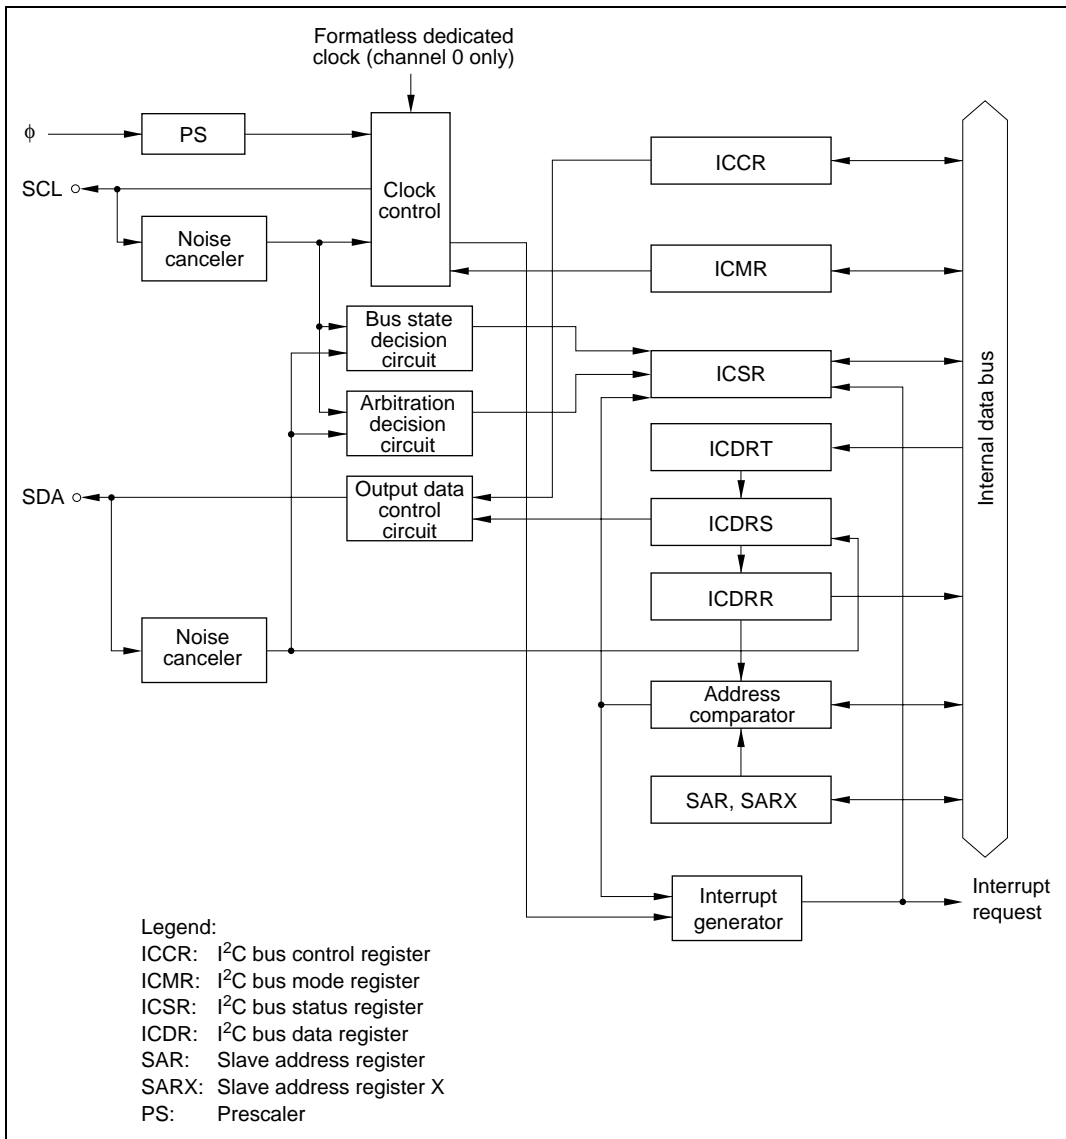 Formatless dedicated
clock (channel 0 only)
ϕ
PS
SCL
Clock
control
Noise
canceler
ICCR
ICMR
Bus state
decision
circuit
ICSR
Arbitration
decision
circuit
ICDRT
SDA
Output data
control
circuit
ICDRS
ICDRR
Noise
canceler
Address
comparator
SAR, SARX
Internal data bus
Interrupt
generator
Interrupt
request
Legend:
ICCR: I²C bus control register
ICMR: I²C bus mode register
ICSR: I²C bus status register
ICDR: I²C bus data register
SAR: Slave address register
SARX: Slave address register X
PS: Prescaler